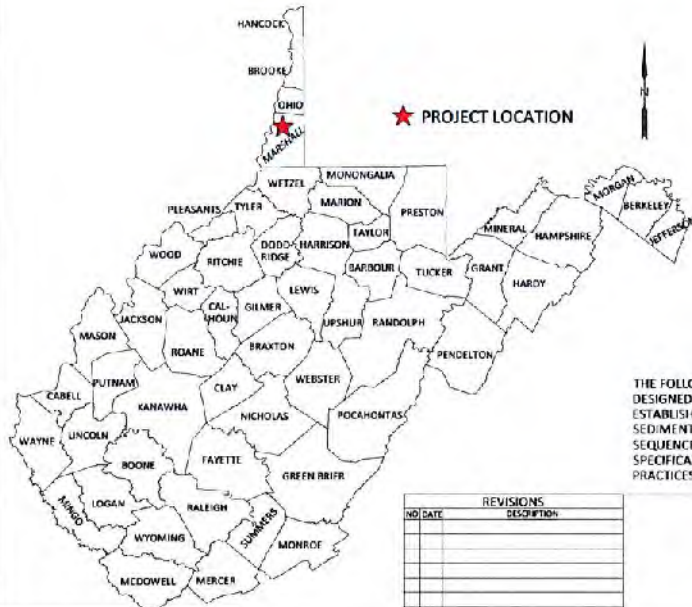 HANCOCK
BROOKE
OHIO
MARSHALL
★ PROJECT LOCATION
N
WETZEL
MONONGALIA
MARION
PRESTON
PLEASANTS
TYLER
MORGAN
BERKELEY
JEFFERSON
MINERAL
HAMPSHIRE
WOOD
RITCHIE
DODD-
RIDGE
HARRISON
TAYLOR
BARBOUR
TUCKER
GRANT
HARDY
WIRT
CAL-
HOUN
GILMER
LEWIS
UPSHUR
RANDOLPH
JACKSON
MASON
ROANE
BRAXTON
PENDELTON
PUTNAM
CABELL
CLAY
WEBSTER
KANAWHA
NICHOLAS
POCAHONTAS
WAYNE
LINCOLN
BOONE
FAYETTE
GREEN BRIER
LOGAN
MINGO
RALEIGH
SUMMERS
WYOMING
MONROE
MCDOWELL
MERCER
THE FOLLO
DESIGNED
ESTABLISH
SEDIMENT
SEQUENC
SPECIFICA
PRACTICES
REVISIONS
NO DATE DESCRIPTION